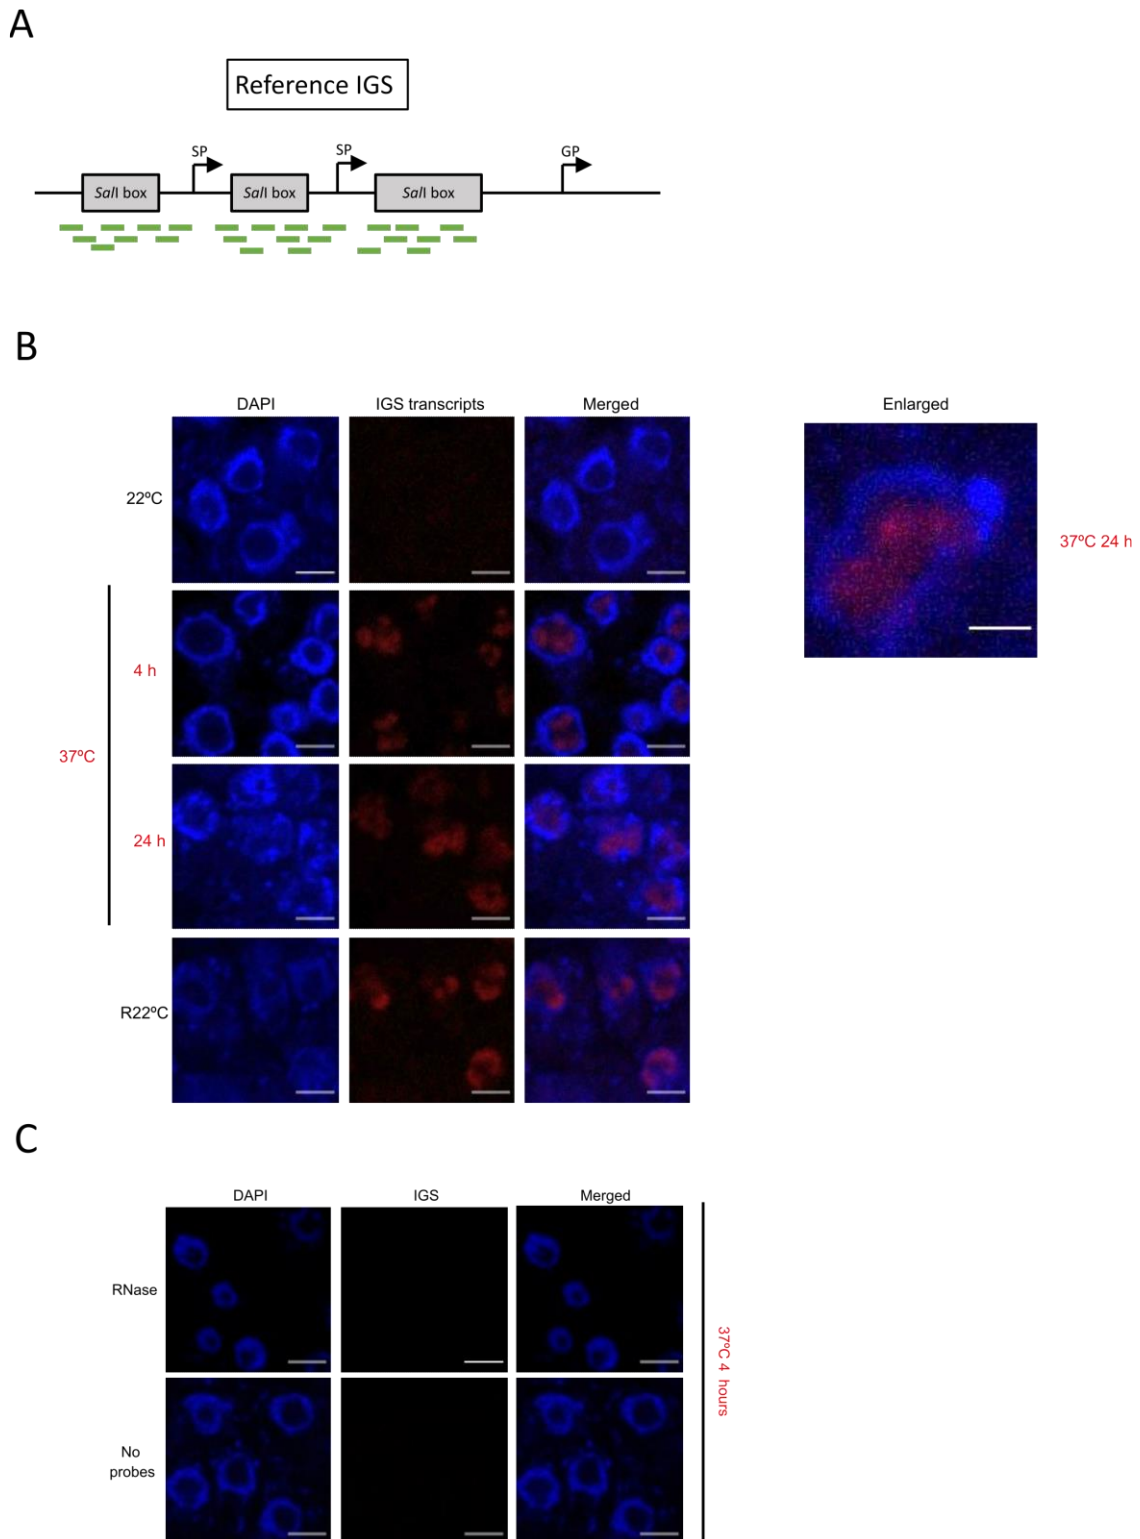 A
Reference IGS
SP
SP
GP
SalI box
SalI box
SalI box
B
DAPI
IGS transcripts
Merged
Enlarged
22ºC
37ºC 24 h
4 h
37ºC
24 h
R22ºC
C
DAPI
IGS
Merged
RNase
37ºC 4 hours
No
probes